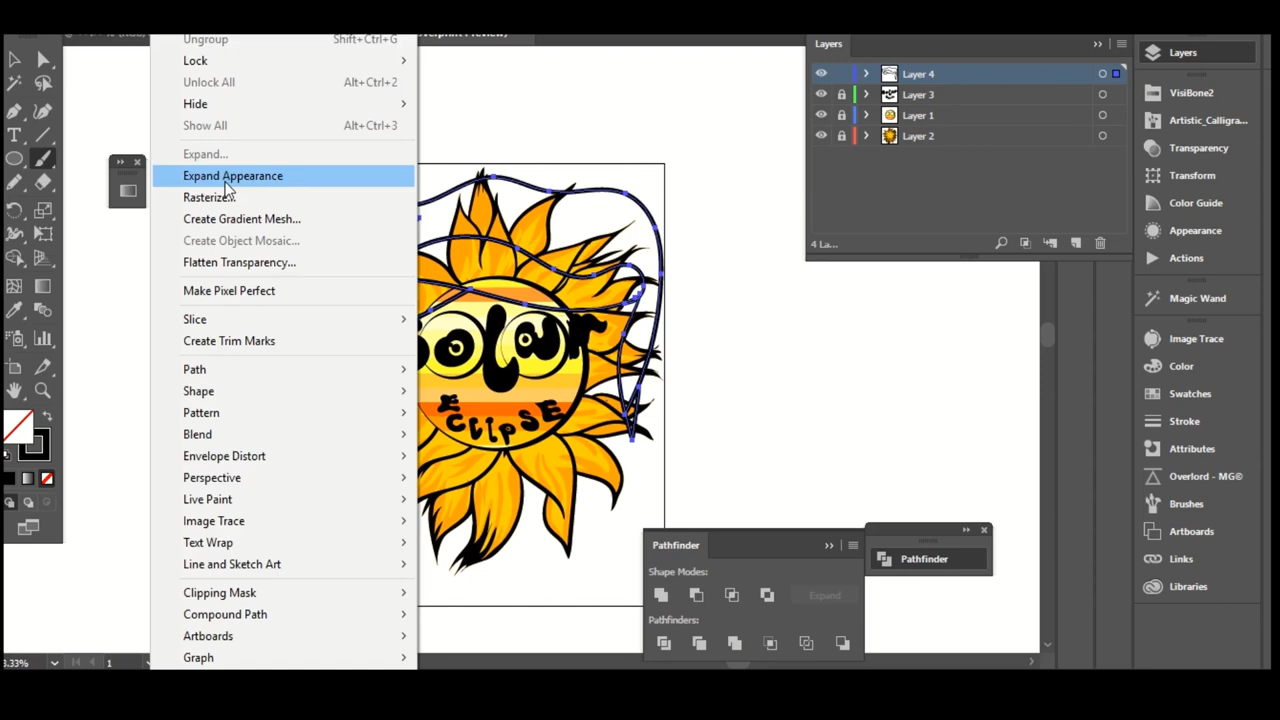 Ungroup Shift+Ctrl+G
Lock
Unlock All Alt+Ctrl+2
Hide
Show All Alt+Ctrl+3
Expand...
Expand Appearance
Rasterize...
Create Gradient Mesh...
Create Object Mosaic...
Flatten Transparency...
Make Pixel Perfect
Slice
Create Trim Marks
Path
Shape
Pattern
Blend
Envelope Distort
Perspective
Live Paint
Image Trace
Text Wrap
Line and Sketch Art
Clipping Mask
Compound Path
Artboards
Graph
1
ECLIPSE
Layers
Layer 4
Layer 3
Layer 1
Layer 2
4 La...
Pathfinder
Shape Modes:
Expand
Pathfinders:
Pathfinder
Layers
VisiBone2
Artistic_Calligra...
Transparency
Transform
Color Guide
Appearance
Actions
Magic Wand
Image Trace
Color
Swatches
Stroke
Attributes
Overlord - MG©
Brushes
Artboards
Links
Libraries